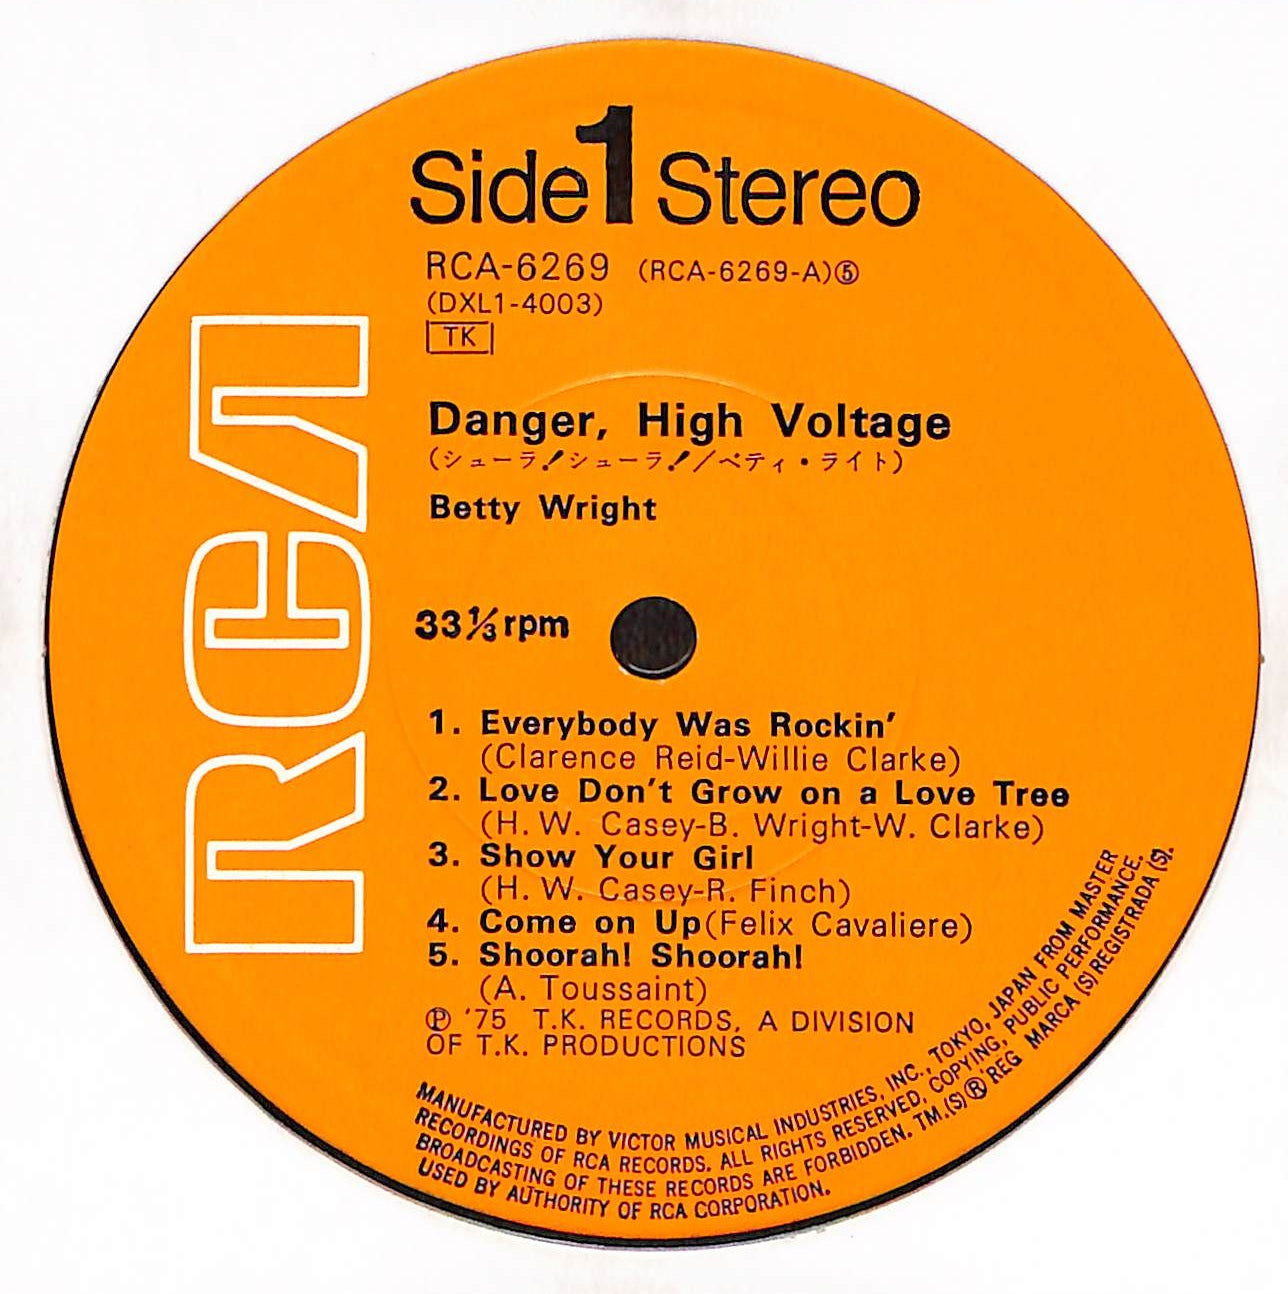 Side 1 Stereo
RCA-6269 (RCA-6269-A)⑤
(DXL1-4003)
TK
RCA
Danger, High Voltage
(シューラ!シューラ!／ベティ・ライト)
Betty Wright
33⅓rpm
1. Everybody Was Rockin'
(Clarence Reid-Willie Clarke)
2. Love Don't Grow on a Love Tree
(H. W. Casey-B. Wright-W. Clarke)
3. Show Your Girl
(H. W. Casey-R. Finch)
4. Come on Up(Felix Cavaliere)
5. Shoorah! Shoorah!
(A. Toussaint)
℗ '75 T.K. RECORDS, A DIVISION
OF T.K. PRODUCTIONS
MANUFACTURED BY VICTOR MUSICAL INDUSTRIES, INC., TOKYO, JAPAN FROM MASTER
RECORDINGS OF RCA RECORDS. ALL RIGHTS RESERVED, COPYING, PUBLIC PERFORMANCE,
BROADCASTING OF THESE RECORDS ARE FORBIDDEN. TM.(S)® REG MARCA (S) REGISTRADA (S).
USED BY AUTHORITY OF RCA CORPORATION.